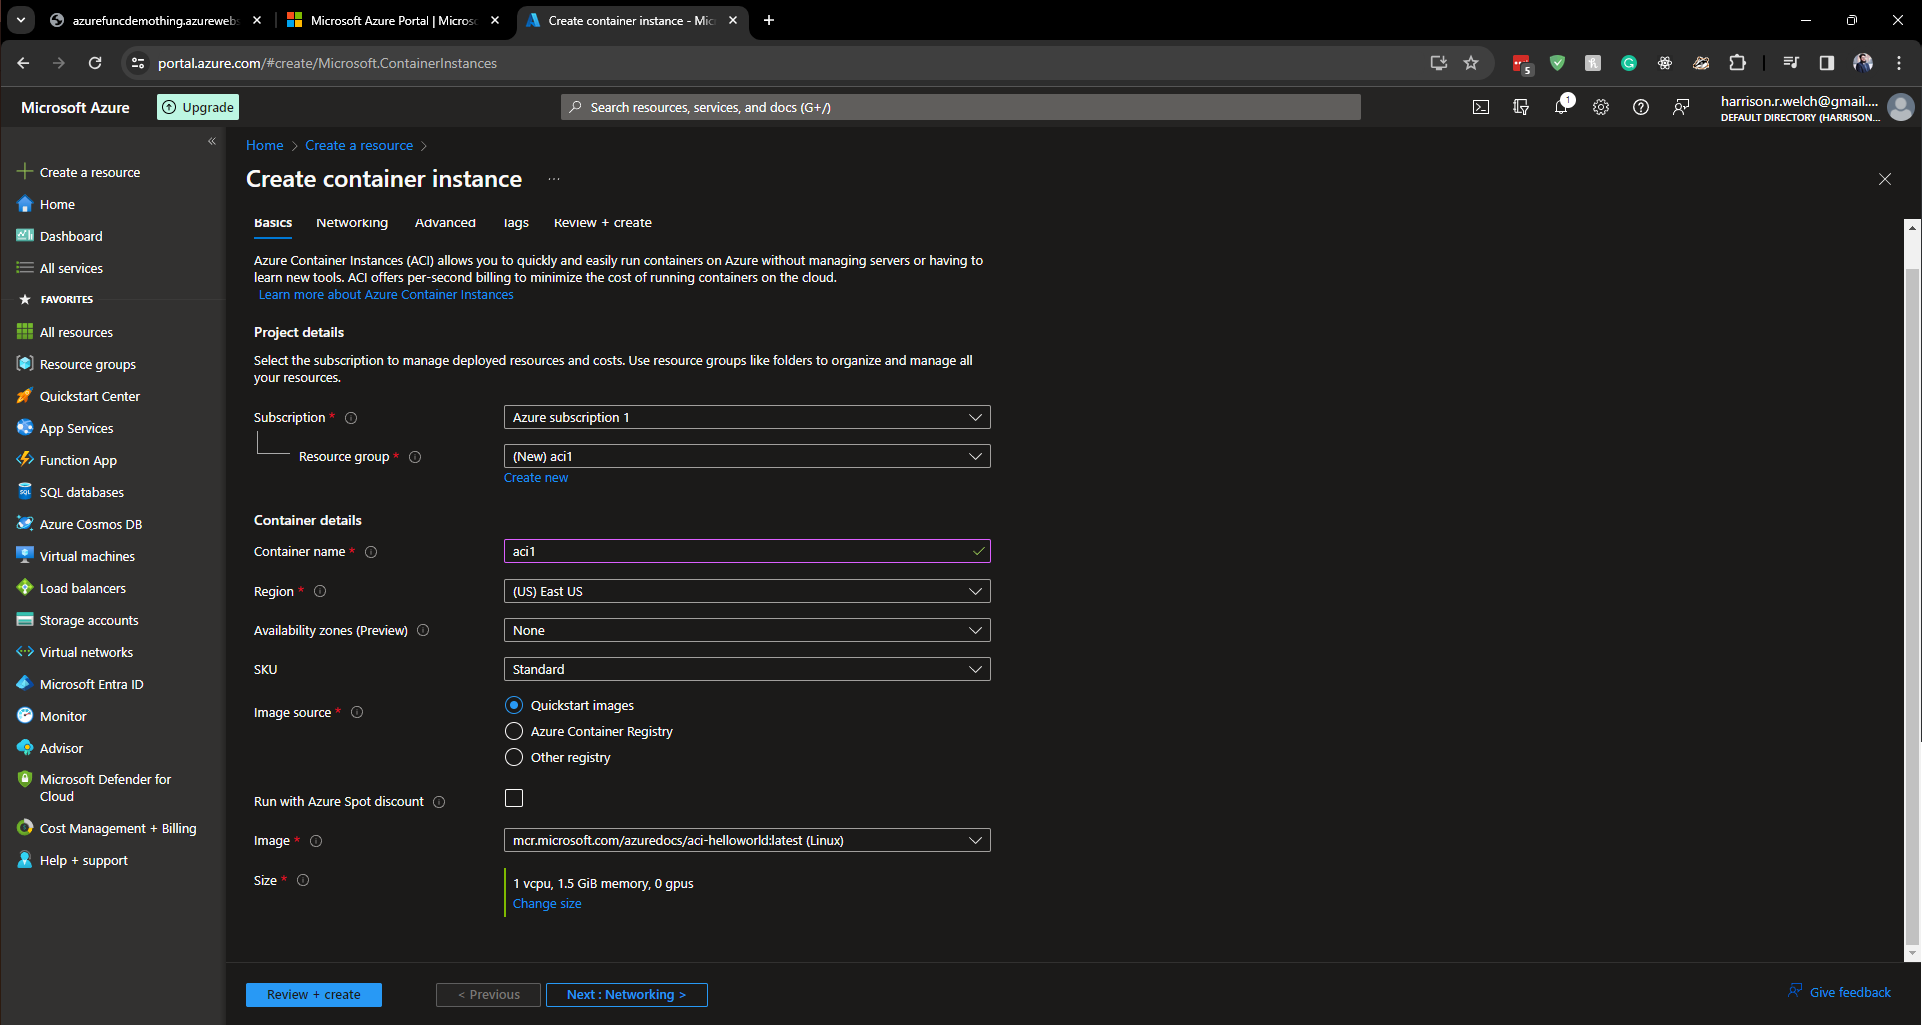 azurefuncdemothing.azurewebs
Microsoft Azure Portal | Microso
Create container instance - Mic
portal.azure.com/#create/Microsoft.ContainerInstances
5
Microsoft Azure
Upgrade
Search resources, services, and docs (G+/)
1
harrison.r.welch@gmail....
DEFAULT DIRECTORY (HARRISON...
Create a resource
Home
Dashboard
All services
FAVORITES
All resources
Resource groups
Quickstart Center
App Services
Function App
SQL databases
Azure Cosmos DB
Virtual machines
Load balancers
Storage accounts
Virtual networks
Microsoft Entra ID
Monitor
Advisor
Microsoft Defender for
Cloud
Cost Management + Billing
Help + support
Home > Create a resource >
Create container instance ...
Basics Networking Advanced Tags Review + create
Azure Container Instances (ACI) allows you to quickly and easily run containers on Azure without managing servers or having to
learn new tools. ACI offers per-second billing to minimize the cost of running containers on the cloud.
Learn more about Azure Container Instances
Project details
Select the subscription to manage deployed resources and costs. Use resource groups like folders to organize and manage all
your resources.
Subscription * Azure subscription 1
Resource group * (New) aci1
Create new
Container details
Container name * aci1
Region * (US) East US
Availability zones (Preview) None
SKU Standard
Image source * Quickstart images
Azure Container Registry
Other registry
Run with Azure Spot discount
Image * mcr.microsoft.com/azuredocs/aci-helloworld:latest (Linux)
Size * 1 vcpu, 1.5 GiB memory, 0 gpus
Change size
Review + create
< Previous
Next : Networking >
Give feedback